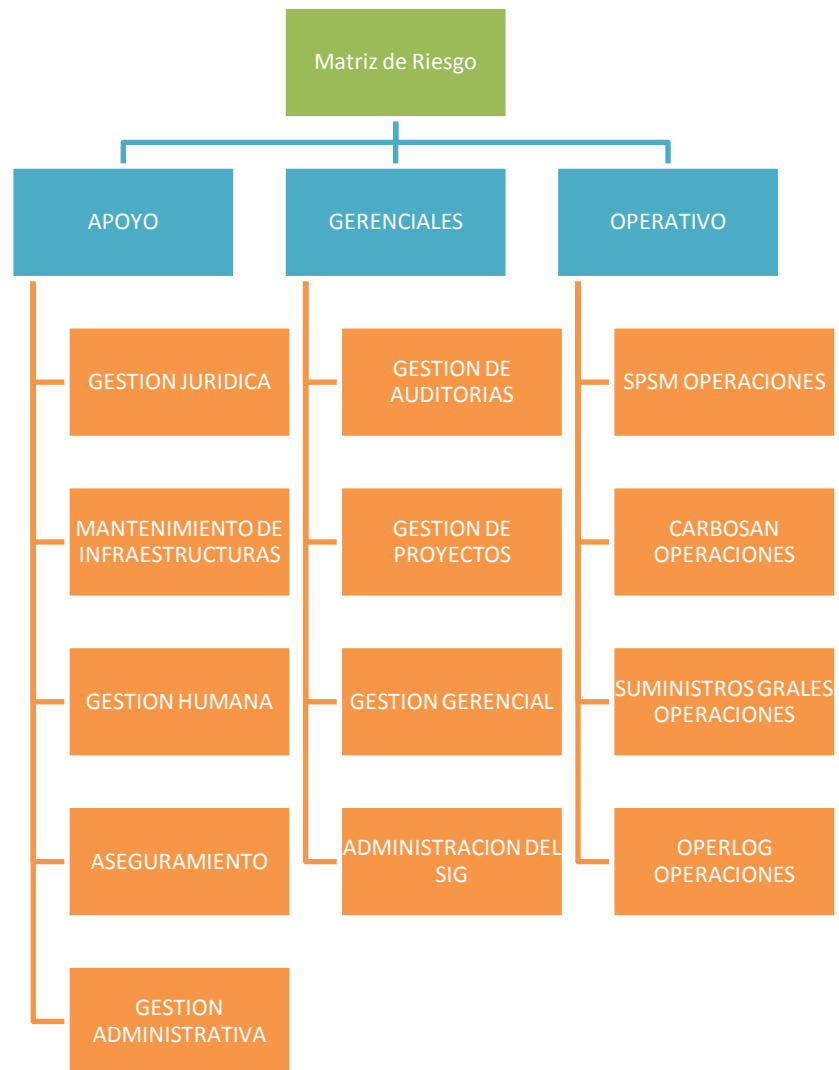 Matriz de Riesgo
APOYO
GERENCIALES
OPERATIVO
GESTION JURIDICA
MANTENIMIENTO DE
INFRAESTRUCTURAS
GESTION HUMANA
ASEGURAMIENTO
GESTION
ADMINISTRATIVA
GESTION DE
AUDITORIAS
GESTION DE
PROYECTOS
GESTION GERENCIAL
ADMINISTRACION DEL
SIG
SPSM OPERACIONES
CARBOSAN
OPERACIONES
SUMINISTROS GRALES
OPERACIONES
OPERLOG
OPERACIONES